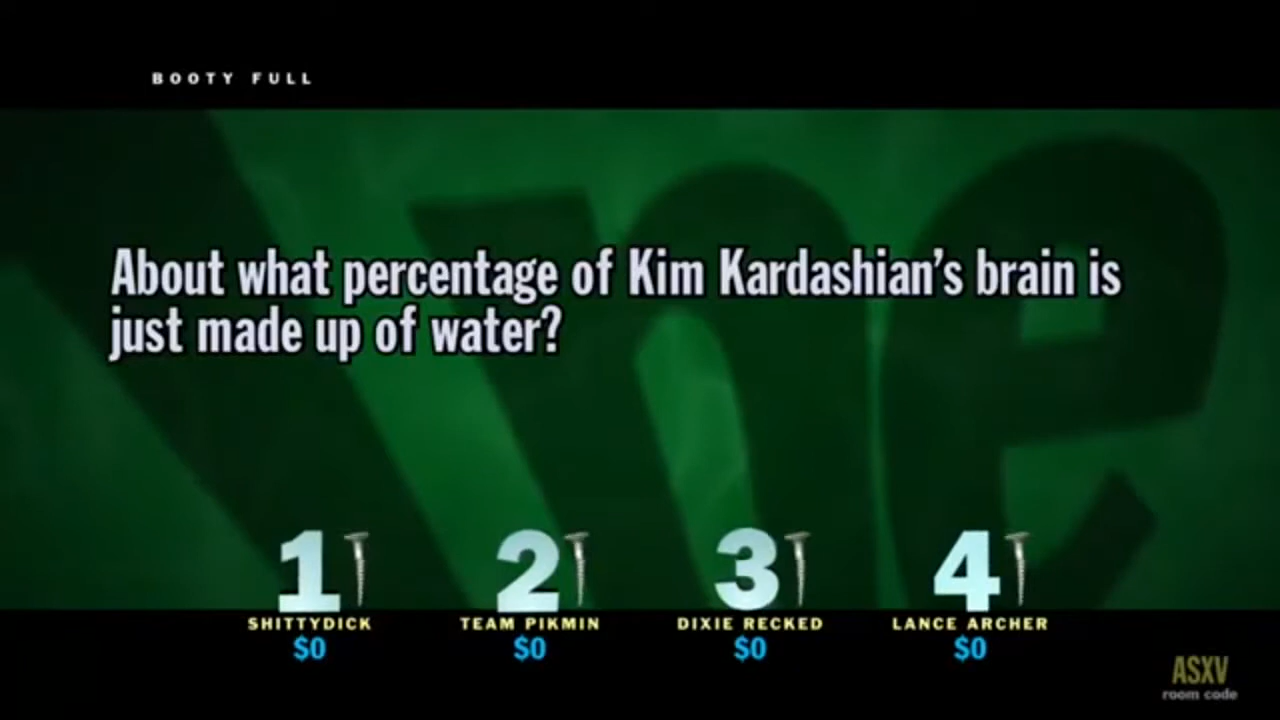 BOOTY FULL
About what percentage of Kim Kardashian's brain is
just made up of water?
1 2 3 4
SHITTYDICK TEAM PIKMIN DIXIE RECKED LANCE ARCHER
$0 $0 $0 $0
ASXV
room code